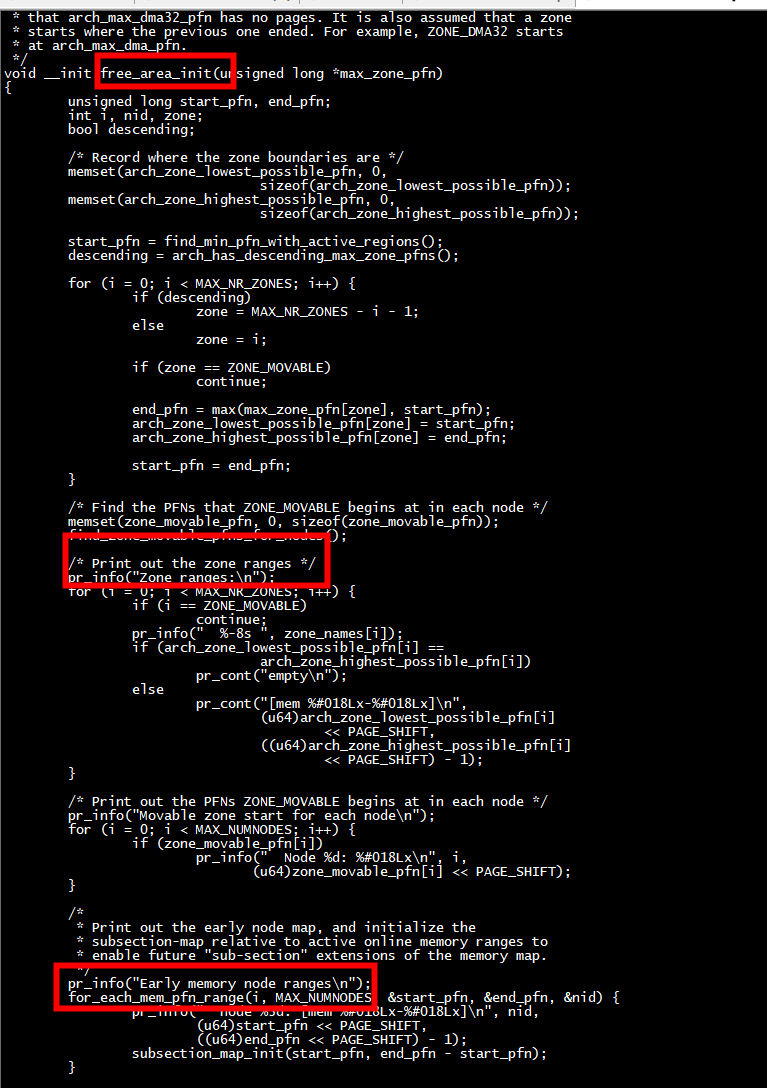 * that arch_max_dma32_pfn has no pages. It is also assumed that a zone
 * starts where the previous one ended. For example, ZONE_DMA32 starts
 * at arch_max_dma_pfn.
 */
void __init free_area_init(unsigned long *max_zone_pfn)
{
        unsigned long start_pfn, end_pfn;
        int i, nid, zone;
        bool descending;

        /* Record where the zone boundaries are */
        memset(arch_zone_lowest_possible_pfn, 0,
                                sizeof(arch_zone_lowest_possible_pfn));
        memset(arch_zone_highest_possible_pfn, 0,
                                sizeof(arch_zone_highest_possible_pfn));

        start_pfn = find_min_pfn_with_active_regions();
        descending = arch_has_descending_max_zone_pfns();

        for (i = 0; i < MAX_NR_ZONES; i++) {
                if (descending)
                        zone = MAX_NR_ZONES - i - 1;
                else
                        zone = i;

                if (zone == ZONE_MOVABLE)
                        continue;

                end_pfn = max(max_zone_pfn[zone], start_pfn);
                arch_zone_lowest_possible_pfn[zone] = start_pfn;
                arch_zone_highest_possible_pfn[zone] = end_pfn;

                start_pfn = end_pfn;
        }

        /* Find the PFNs that ZONE_MOVABLE begins at in each node */
        memset(zone_movable_pfn, 0, sizeof(zone_movable_pfn));
        find_zone_movable_pfns_for_nodes();

        /* Print out the zone ranges */
        pr_info("Zone ranges:\n");
        for (i = 0; i < MAX_NR_ZONES; i++) {
                if (i == ZONE_MOVABLE)
                        continue;
                pr_info("  %-8s ", zone_names[i]);
                if (arch_zone_lowest_possible_pfn[i] ==
                                arch_zone_highest_possible_pfn[i])
                        pr_cont("empty\n");
                else
                        pr_cont("[mem %#018Lx-%#018Lx]\n",
                                (u64)arch_zone_lowest_possible_pfn[i]
                                        << PAGE_SHIFT,
                                ((u64)arch_zone_highest_possible_pfn[i]
                                        << PAGE_SHIFT) - 1);
        }

        /* Print out the PFNs ZONE_MOVABLE begins at in each node */
        pr_info("Movable zone start for each node\n");
        for (i = 0; i < MAX_NUMNODES; i++) {
                if (zone_movable_pfn[i])
                        pr_info("  Node %d: %#018Lx\n", i,
                               (u64)zone_movable_pfn[i] << PAGE_SHIFT);
        }

        /*
         * Print out the early node map, and initialize the
         * subsection-map relative to active online memory ranges to
         * enable future "sub-section" extensions of the memory map.
         */
        pr_info("Early memory node ranges\n");
        for_each_mem_pfn_range(i, MAX_NUMNODES, &start_pfn, &end_pfn, &nid) {
                pr_info("  node %3d: [mem %#018Lx-%#018Lx]\n", nid,
                        (u64)start_pfn << PAGE_SHIFT,
                        ((u64)end_pfn << PAGE_SHIFT) - 1);
                subsection_map_init(start_pfn, end_pfn - start_pfn);
        }